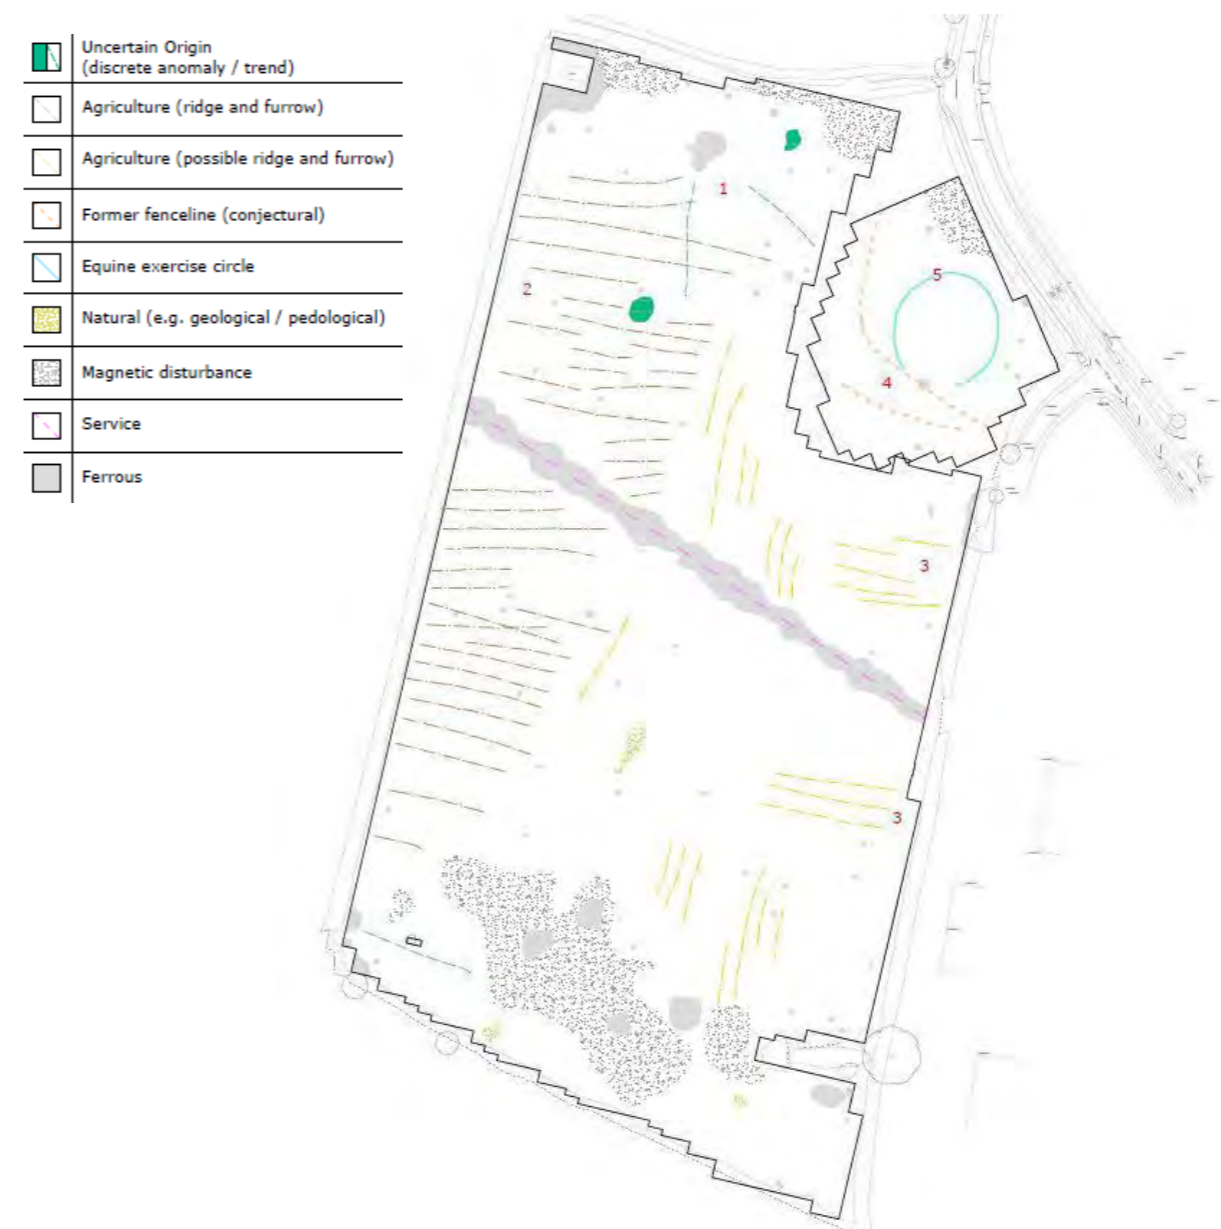 Uncertain Origin
(discrete anomaly / trend)
Agriculture (ridge and furrow)
Agriculture (possible ridge and furrow)
Former fenceline (conjectural)
Equine exercise circle
Natural (e.g. geological / pedological)
Magnetic disturbance
Service
Ferrous
1
5
2
4
3
3